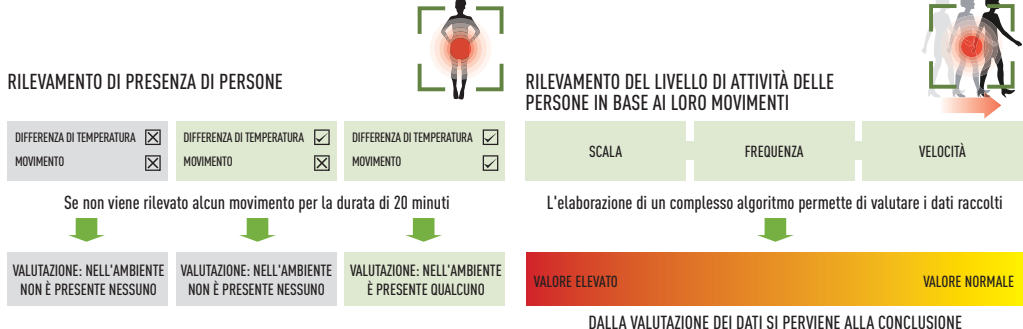 RILEVAMENTO DI PRESENZA DI PERSONE
DIFFERENZA DI TEMPERATURA
MOVIMENTO
DIFFERENZA DI TEMPERATURA
MOVIMENTO
DIFFERENZA DI TEMPERATURA
MOVIMENTO
Se non viene rilevato alcun movimento per la durata di 20 minuti
VALUTAZIONE: NELL'AMBIENTE
NON È PRESENTE NESSUNO
VALUTAZIONE: NELL'AMBIENTE
NON È PRESENTE NESSUNO
VALUTAZIONE: NELL'AMBIENTE
È PRESENTE QUALCUNO
RILEVAMENTO DEL LIVELLO DI ATTIVITÀ DELLE
PERSONE IN BASE AI LORO MOVIMENTI
SCALA
FREQUENZA
VELOCITÀ
L'elaborazione di un complesso algoritmo permette di valutare i dati raccolti
VALORE ELEVATO
VALORE NORMALE
DALLA VALUTAZIONE DEI DATI SI PERVIENE ALLA CONCLUSIONE